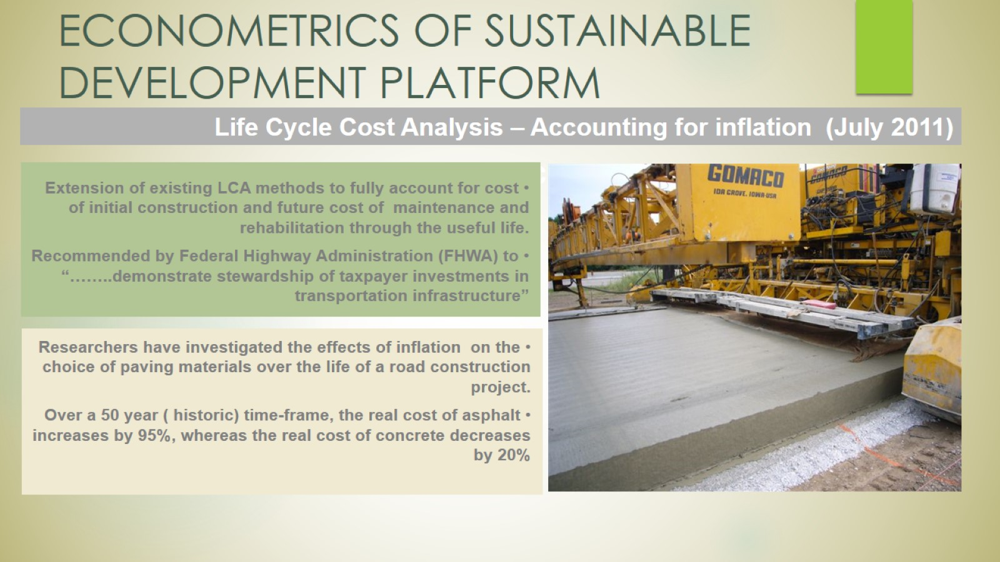 ECONOMETRICS OF SUSTAINABLE
DEVELOPMENT PLATFORM
Life Cycle Cost Analysis – Accounting for inflation  (July 2011)
Extension of existing LCA methods to fully account for cost •
of initial construction and future cost of  maintenance and
rehabilitation through the useful life.
Recommended by Federal Highway Administration (FHWA) to •
“……..demonstrate stewardship of taxpayer investments in
transportation infrastructure”
Researchers have investigated the effects of inflation  on the •
choice of paving materials over the life of a road construction
project.
Over a 50 year ( historic) time-frame, the real cost of asphalt •
increases by 95%, whereas the real cost of concrete decreases
by 20%
GOMACO
IDA GROVE, IOWA-USA
GOMACO